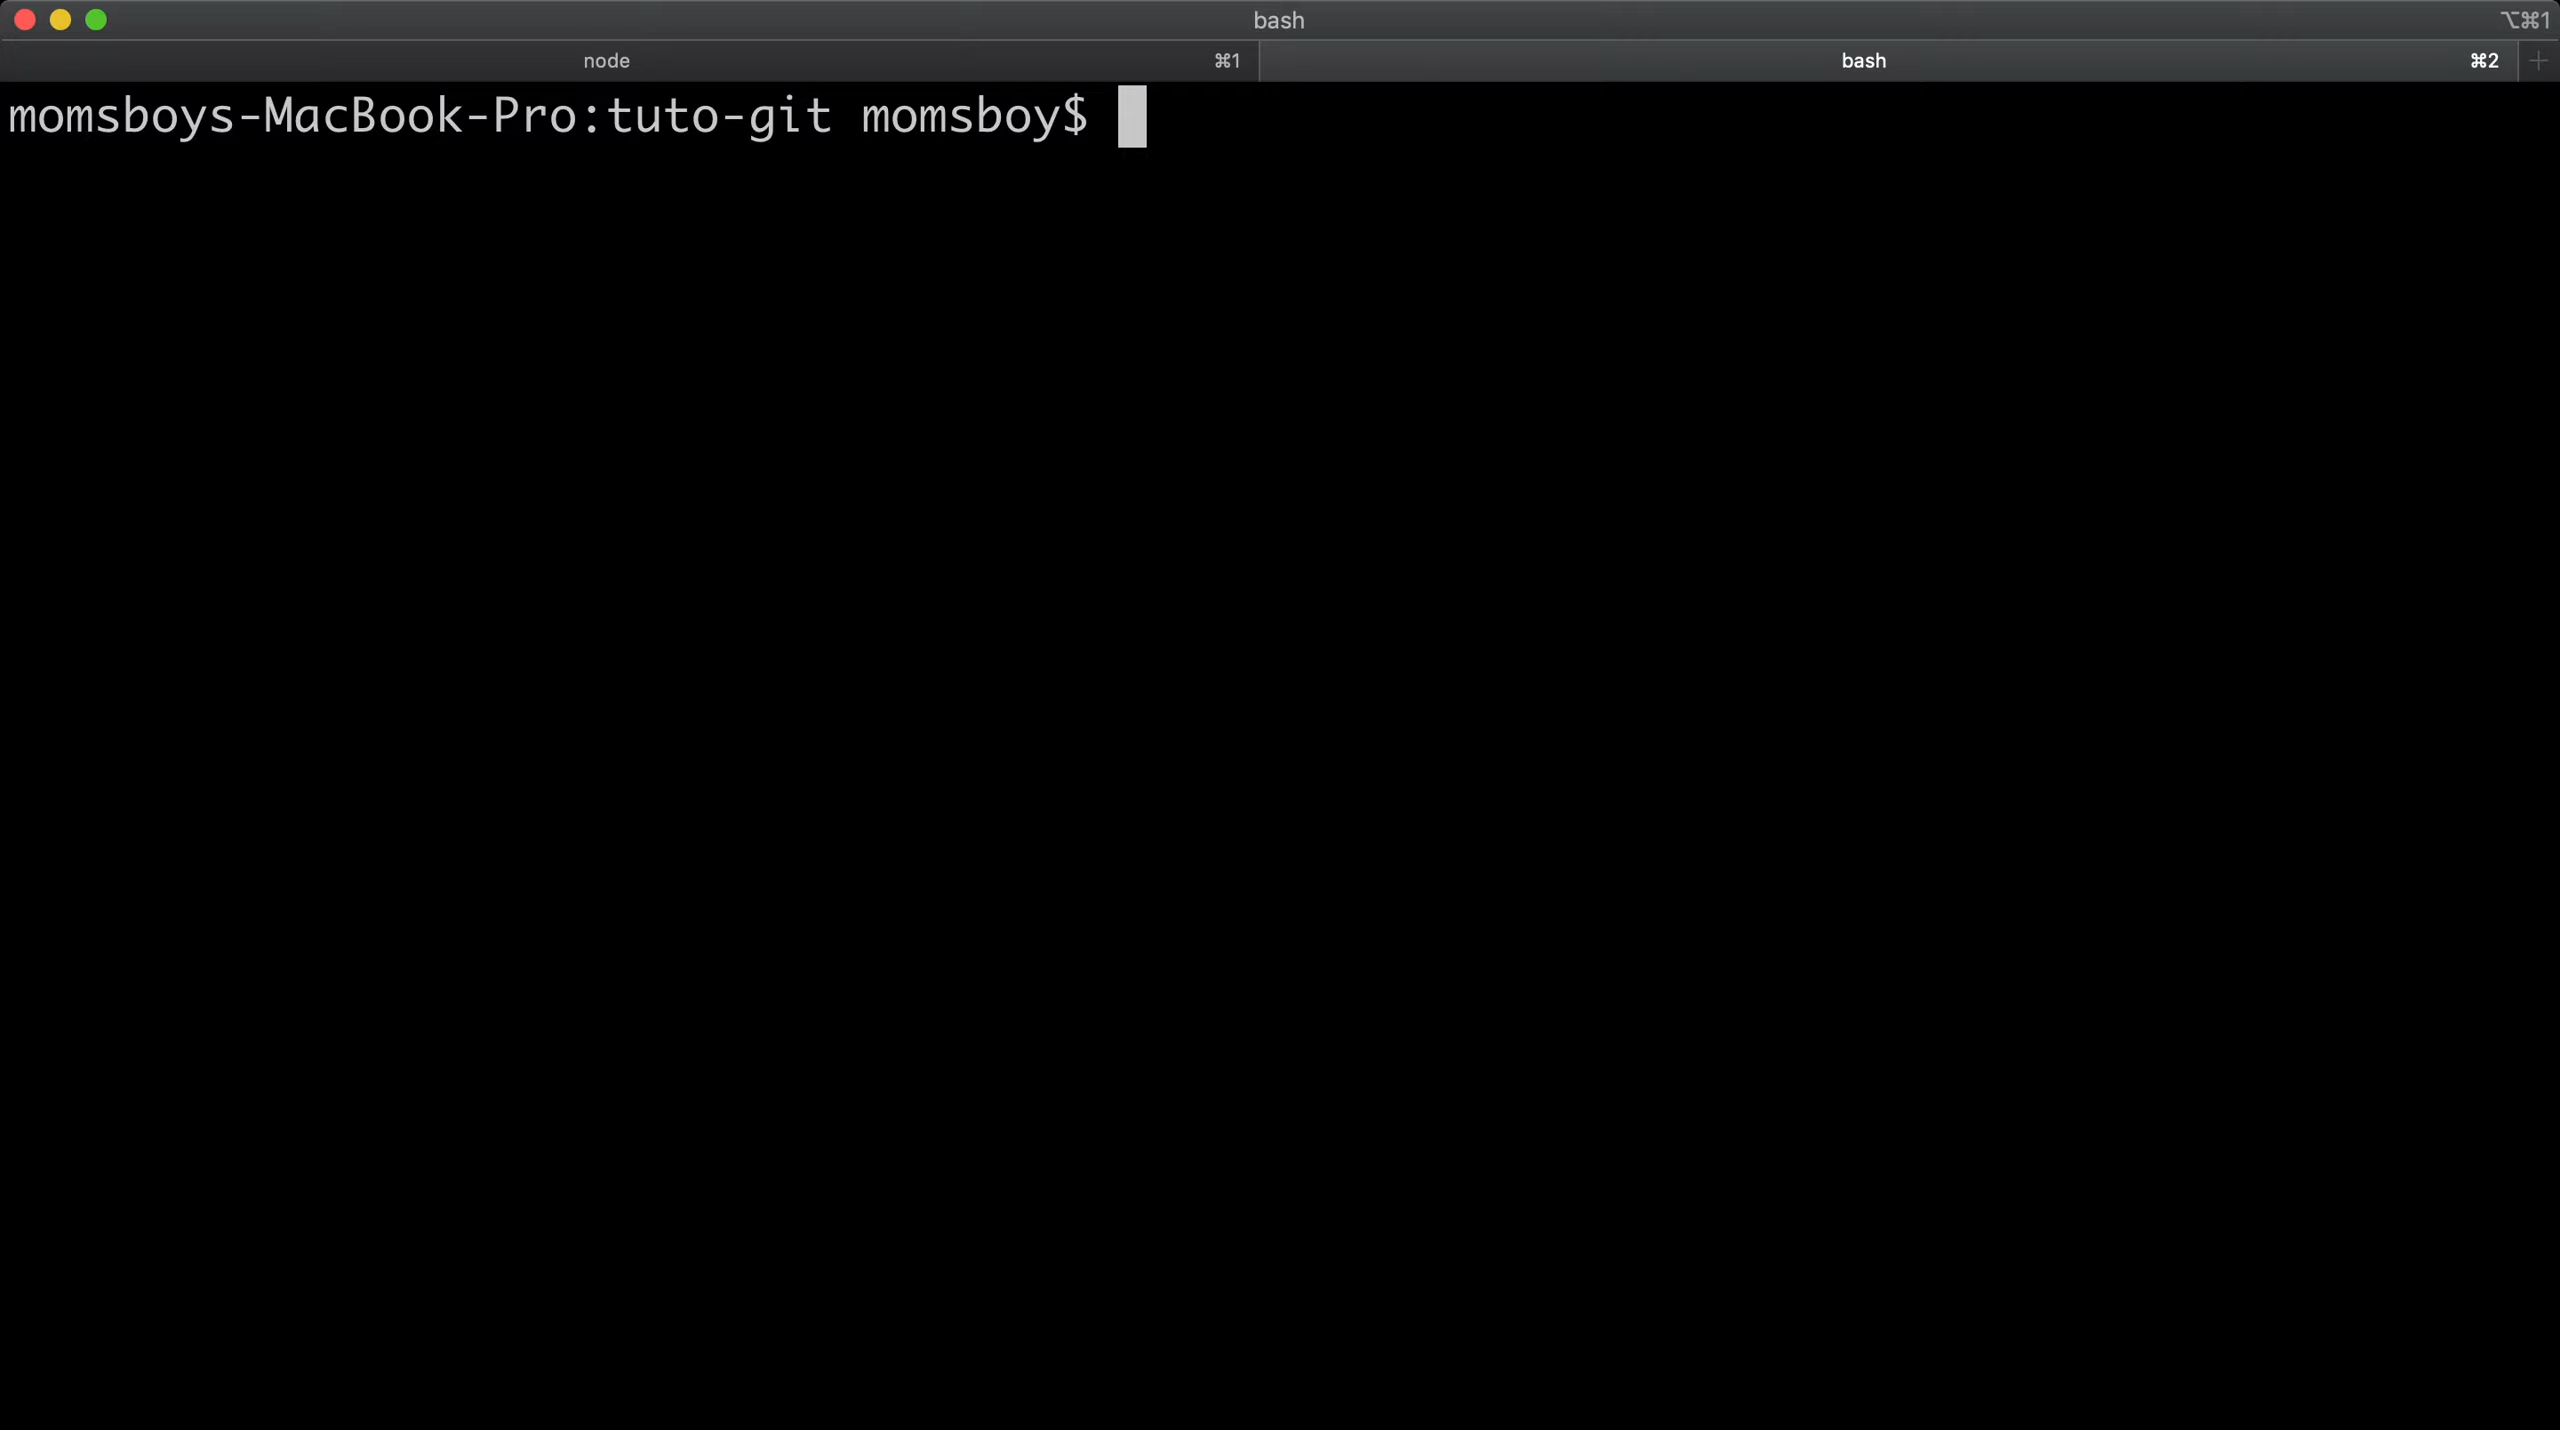 bash
⌥⌘1
node ⌘1
bash ⌘2
momsboys-MacBook-Pro:tuto-git momsboy$